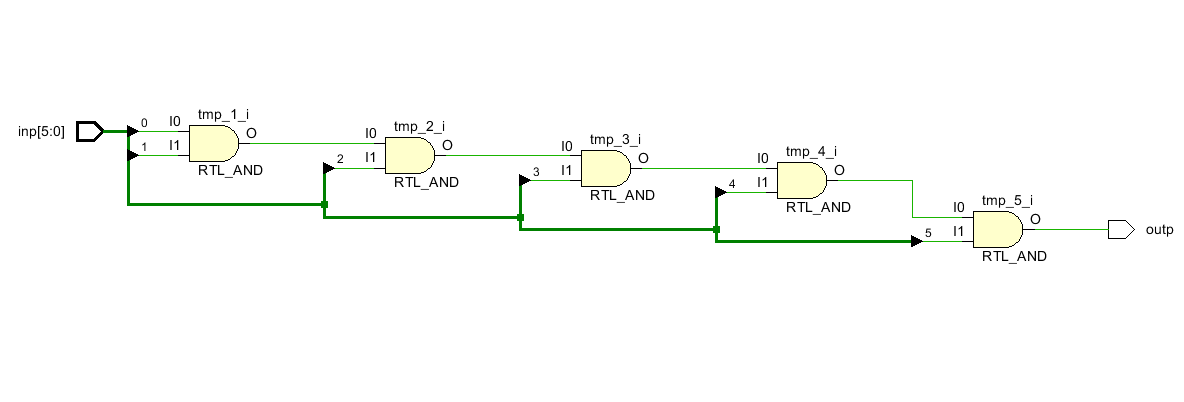 inp[5:0]
0
1
I0
I1
tmp_1_i
O
RTL_AND
2
I0
I1
tmp_2_i
O
RTL_AND
3
I0
I1
tmp_3_i
O
RTL_AND
4
I0
I1
tmp_4_i
O
RTL_AND
5
I0
I1
tmp_5_i
O
RTL_AND
outp